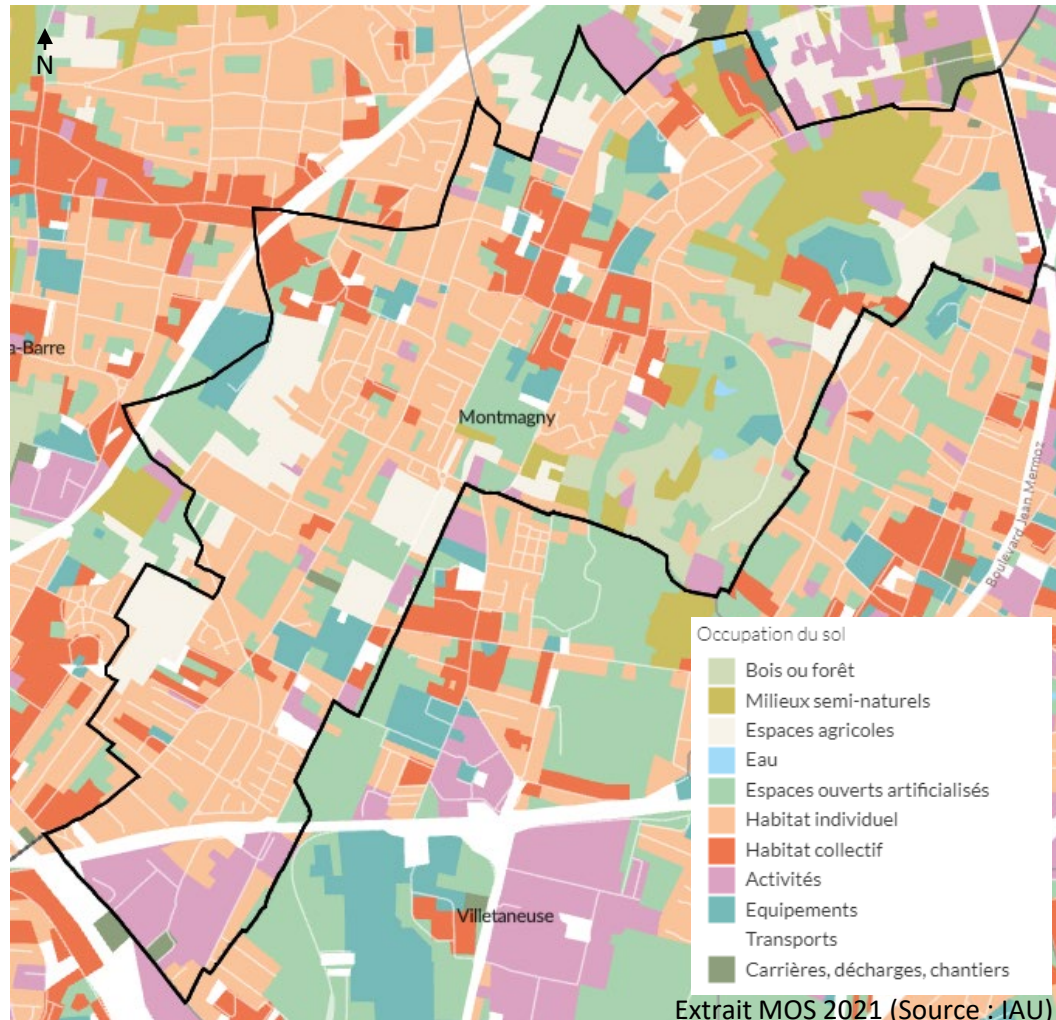 N
a-Barre
Montmagny
Boulevard Jean Mermoz
Villetaneuse
Occupation du sol
Bois ou forêt
Milieux semi-naturels
Espaces agricoles
Eau
Espaces ouverts artificialisés
Habitat individuel
Habitat collectif
Activités
Equipements
Transports
Carrières, décharges, chantiers
Extrait MOS 2021 (Source : IAU)